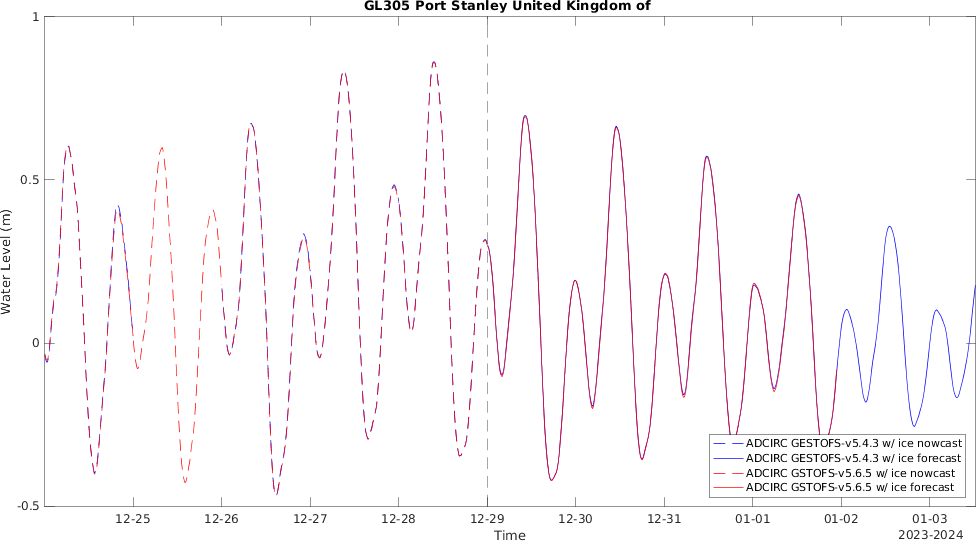 GL305 Port Stanley United Kingdom of
Water Level (m)
1
0.5
0
-0.5
12-25 12-26 12-27 12-28 12-29 12-30 12-31 01-01 01-02 01-03
Time
2023-2024
ADCIRC GESTOFS-v5.4.3 w/ ice nowcast
ADCIRC GESTOFS-v5.4.3 w/ ice forecast
ADCIRC GSTOFS-v5.6.5 w/ ice nowcast
ADCIRC GSTOFS-v5.6.5 w/ ice forecast